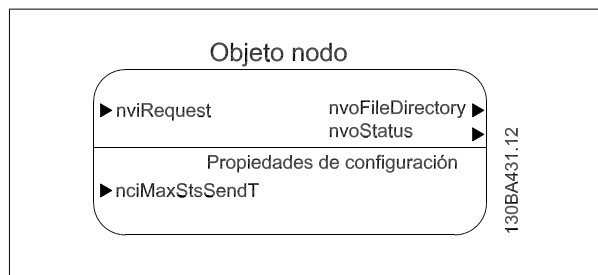 Objeto nodo
nviRequest
nvoFileDirectory
nvoStatus
Propiedades de configuración
nciMaxStsSendT
130BA431.12